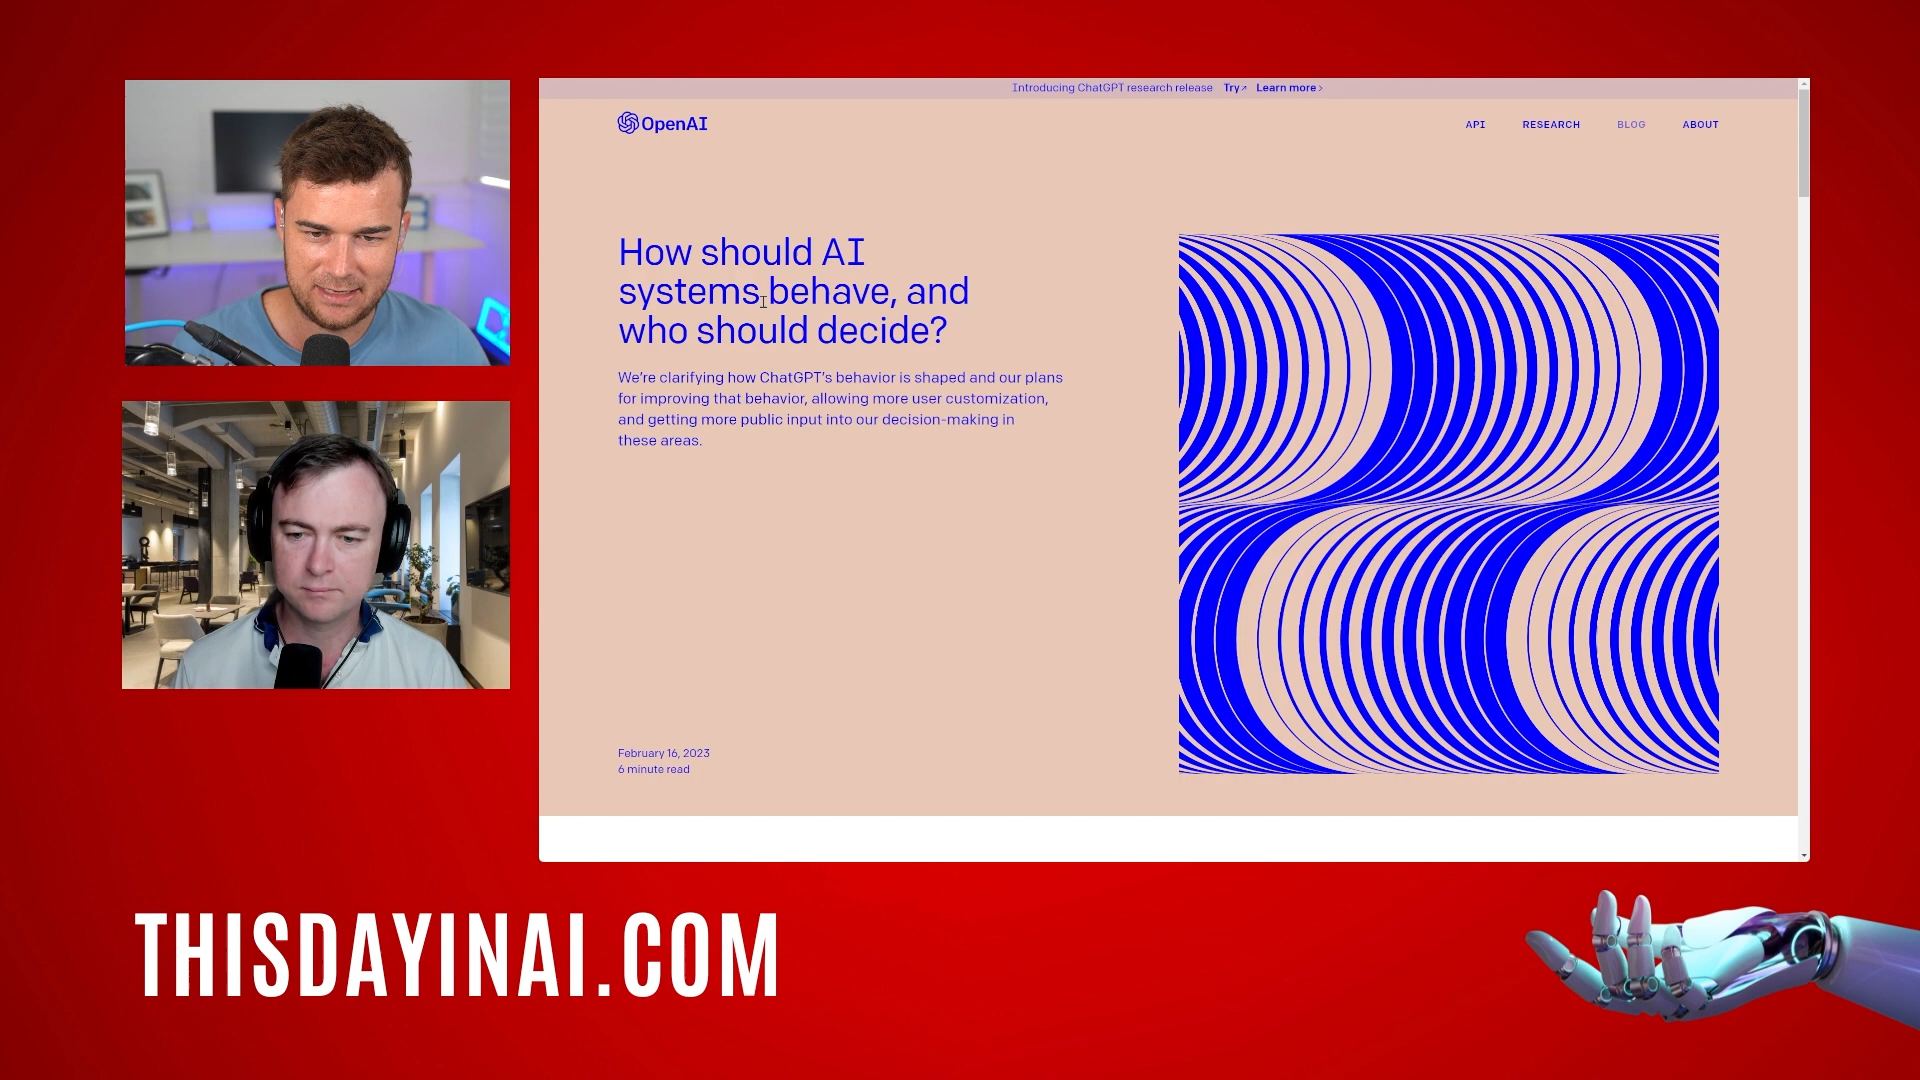 Introducing ChatGPT research release Try↗ Learn more ›
OpenAI
API RESEARCH BLOG ABOUT
How should AI
systems behave, and
who should decide?
We're clarifying how ChatGPT's behavior is shaped and our plans
for improving that behavior, allowing more user customization,
and getting more public input into our decision-making in
these areas.
February 16, 2023
6 minute read
THISDAYINAI.COM